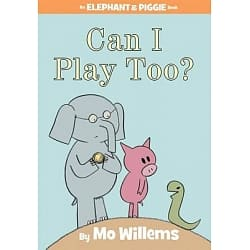 An ELEPHANT & PIGGIE Book
Can I
Play Too?
By Mo Willems